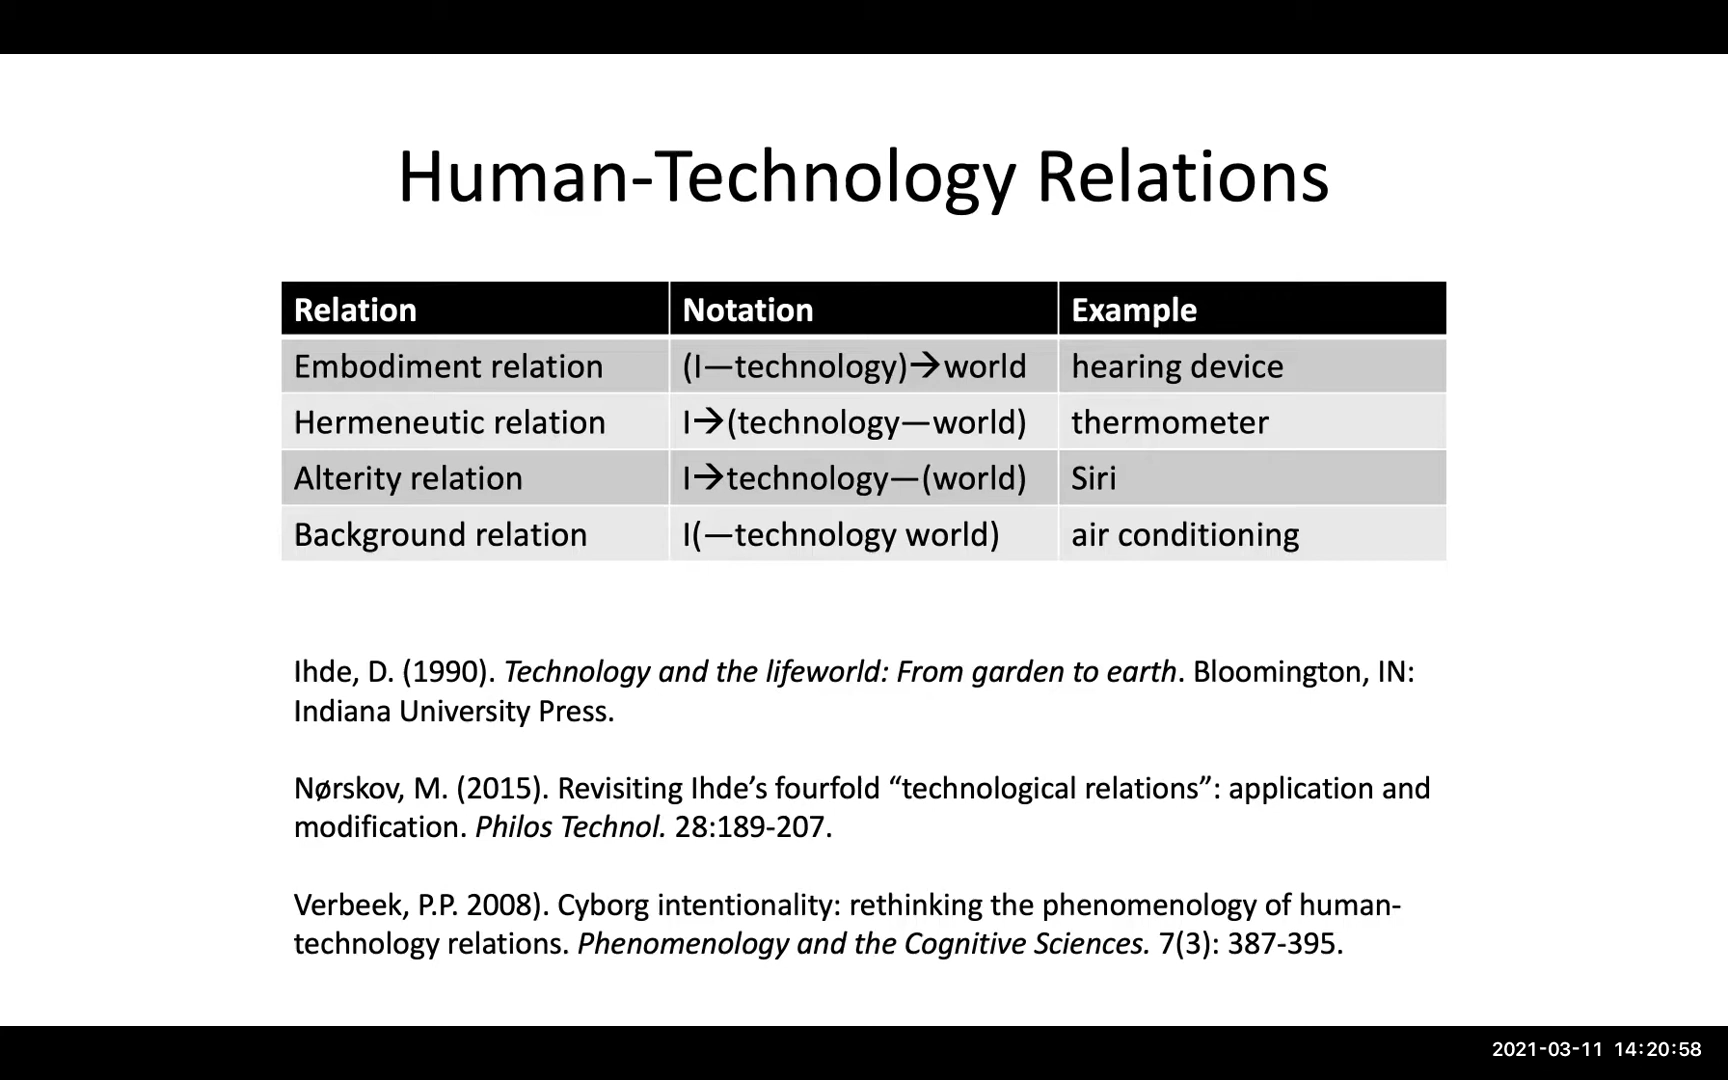 Human-Technology Relations
Relation Notation Example
Embodiment relation (I—technology)→world hearing device
Hermeneutic relation I→(technology—world) thermometer
Alterity relation I→technology—(world) Siri
Background relation I(—technology world) air conditioning
Ihde, D. (1990). Technology and the lifeworld: From garden to earth. Bloomington, IN:
Indiana University Press.
Nørskov, M. (2015). Revisiting Ihde’s fourfold “technological relations”: application and
modification. Philos Technol. 28:189-207.
Verbeek, P.P. 2008). Cyborg intentionality: rethinking the phenomenology of human-
technology relations. Phenomenology and the Cognitive Sciences. 7(3): 387-395.
2021-03-11 14:20:58